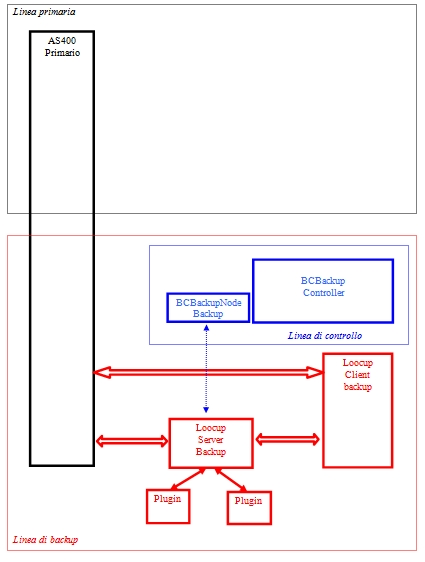 Linea primaria
AS400
Primario
BCBackup
Controller
BCBackupNode
Backup
Linea di controllo
Loocup
Client
backup
Loocup
Server
Backup
Plugin
Plugin
Linea di backup